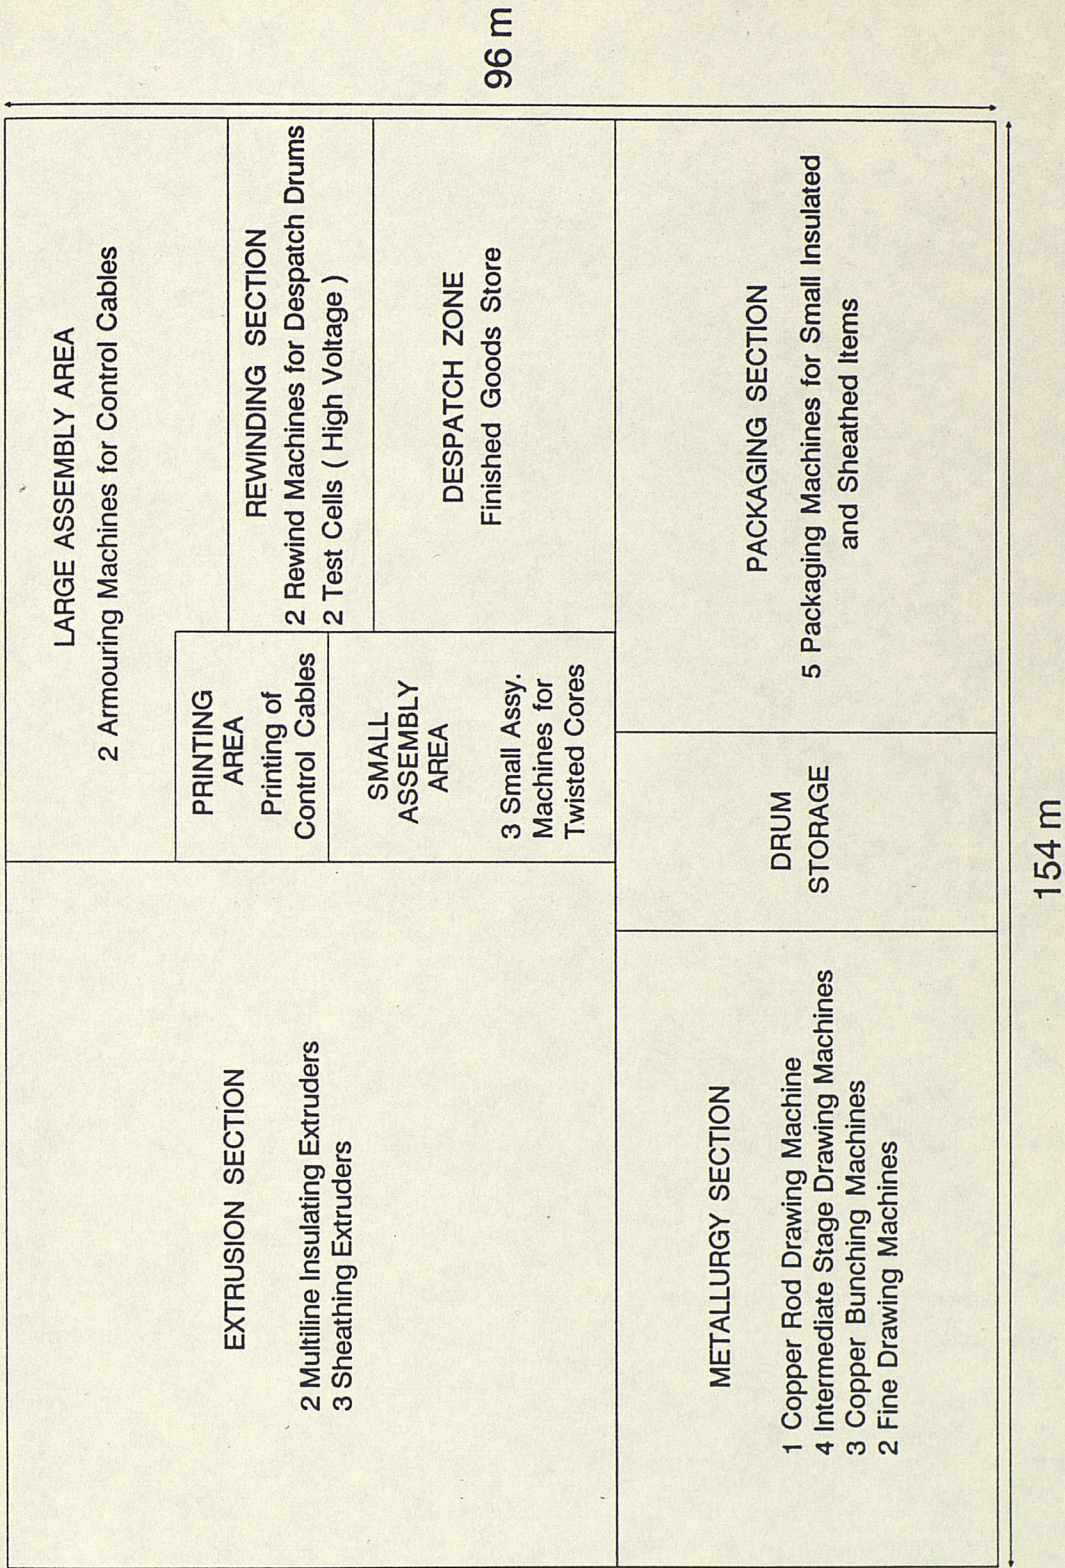 LARGE ASSEMBLY AREA
2 Armouring Machines for Control Cables
EXTRUSION SECTION
2 Multiline Insulating Extruders
3 Sheathing Extruders
PRINTING
AREA
Printing of
Control Cables
REWINDING SECTION
2 Rewind Machines for Despatch Drums
2 Test Cells ( High Voltage )
SMALL
ASSEMBLY
AREA
3 Small Assy.
Machines for
Twisted Cores
DESPATCH ZONE
Finished Goods Store
METALLURGY SECTION
1 Copper Rod Drawing Machine
4 Intermediate Stage Drawing Machines
3 Copper Bunching Machines
2 Fine Drawing Machines
DRUM
STORAGE
PACKAGING SECTION
5 Packaging Machines for Small Insulated
and Sheathed Items
96 m
154 m